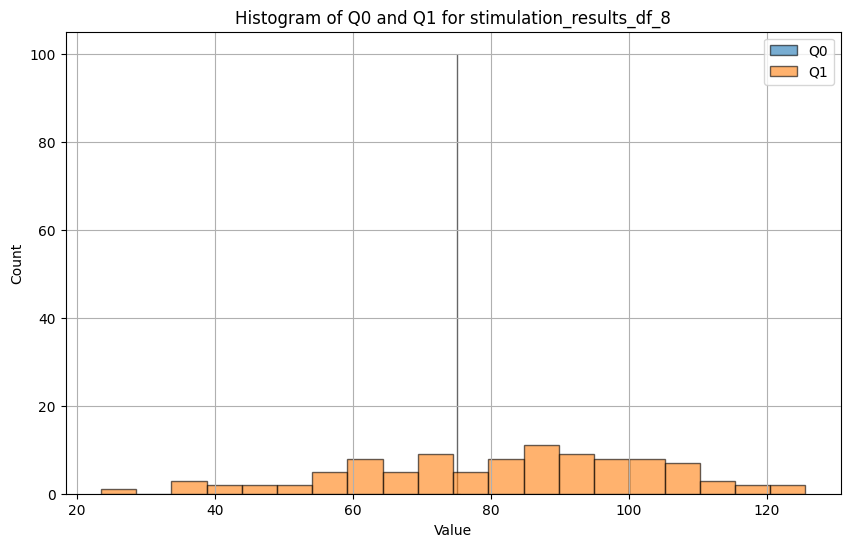 Histogram of Q0 and Q1 for stimulation_results_df_8
Q0
Q1
100
80
60
40
20
0
Count
20 40 60 80 100 120
Value